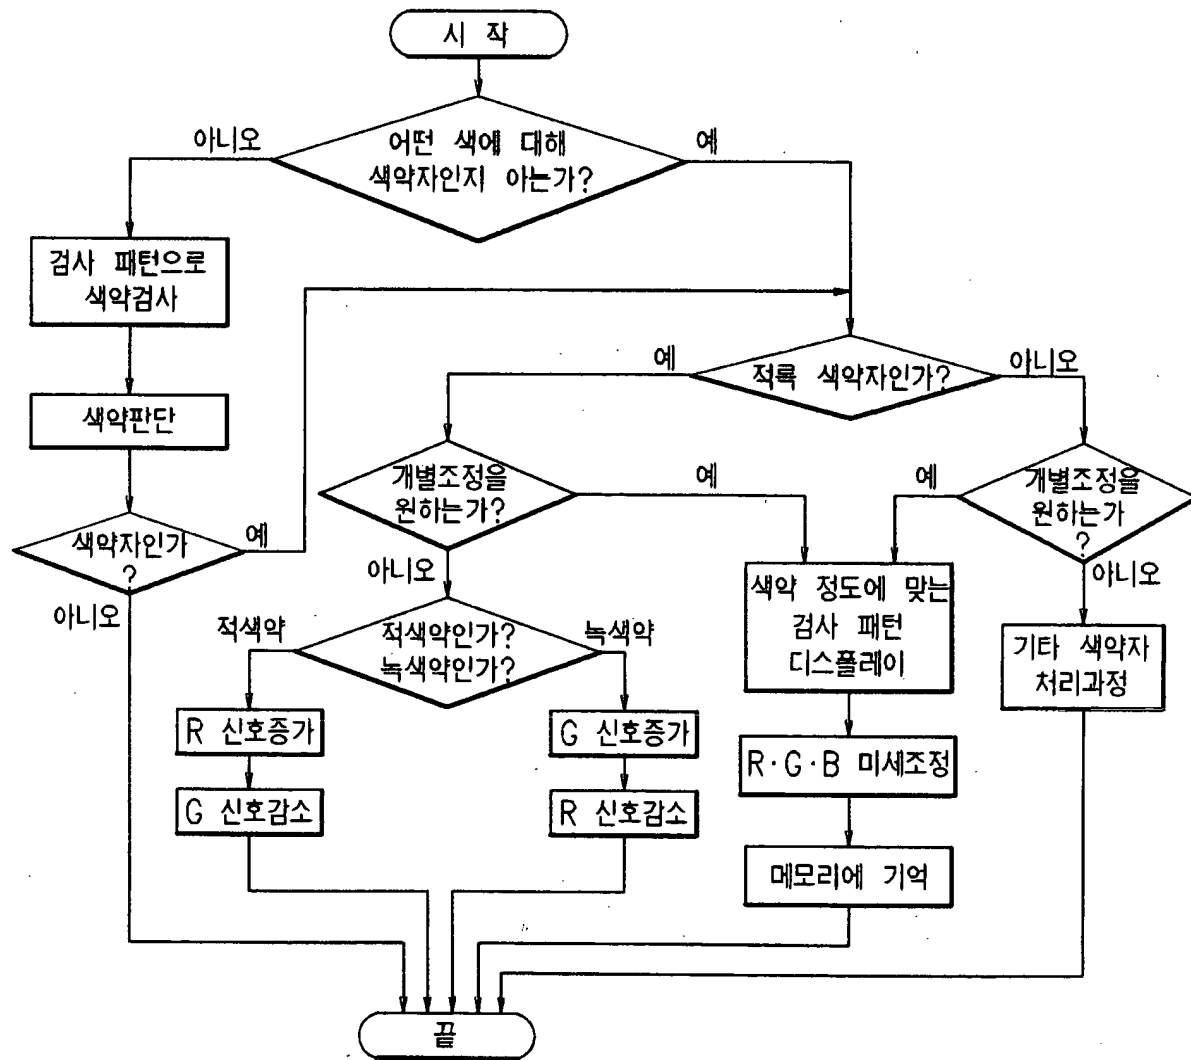 시 작
어떤 색에 대해
색약자인지 아는가?
아니오
예
검사 패턴으로
색약검사
색약판단
색약자인가
?
예
아니오
적록 색약자인가?
예
아니오
개별조정을
원하는가?
예
아니오
개별조정을
원하는가
?
예
아니오
적색약인가?
녹색약인가?
적색약
녹색약
R 신호증가
G 신호감소
G 신호증가
R 신호감소
색약 정도에 맞는
검사 패턴
디스플레이
R·G·B 미세조정
메모리에 기억
기타 색약자
처리과정
끝